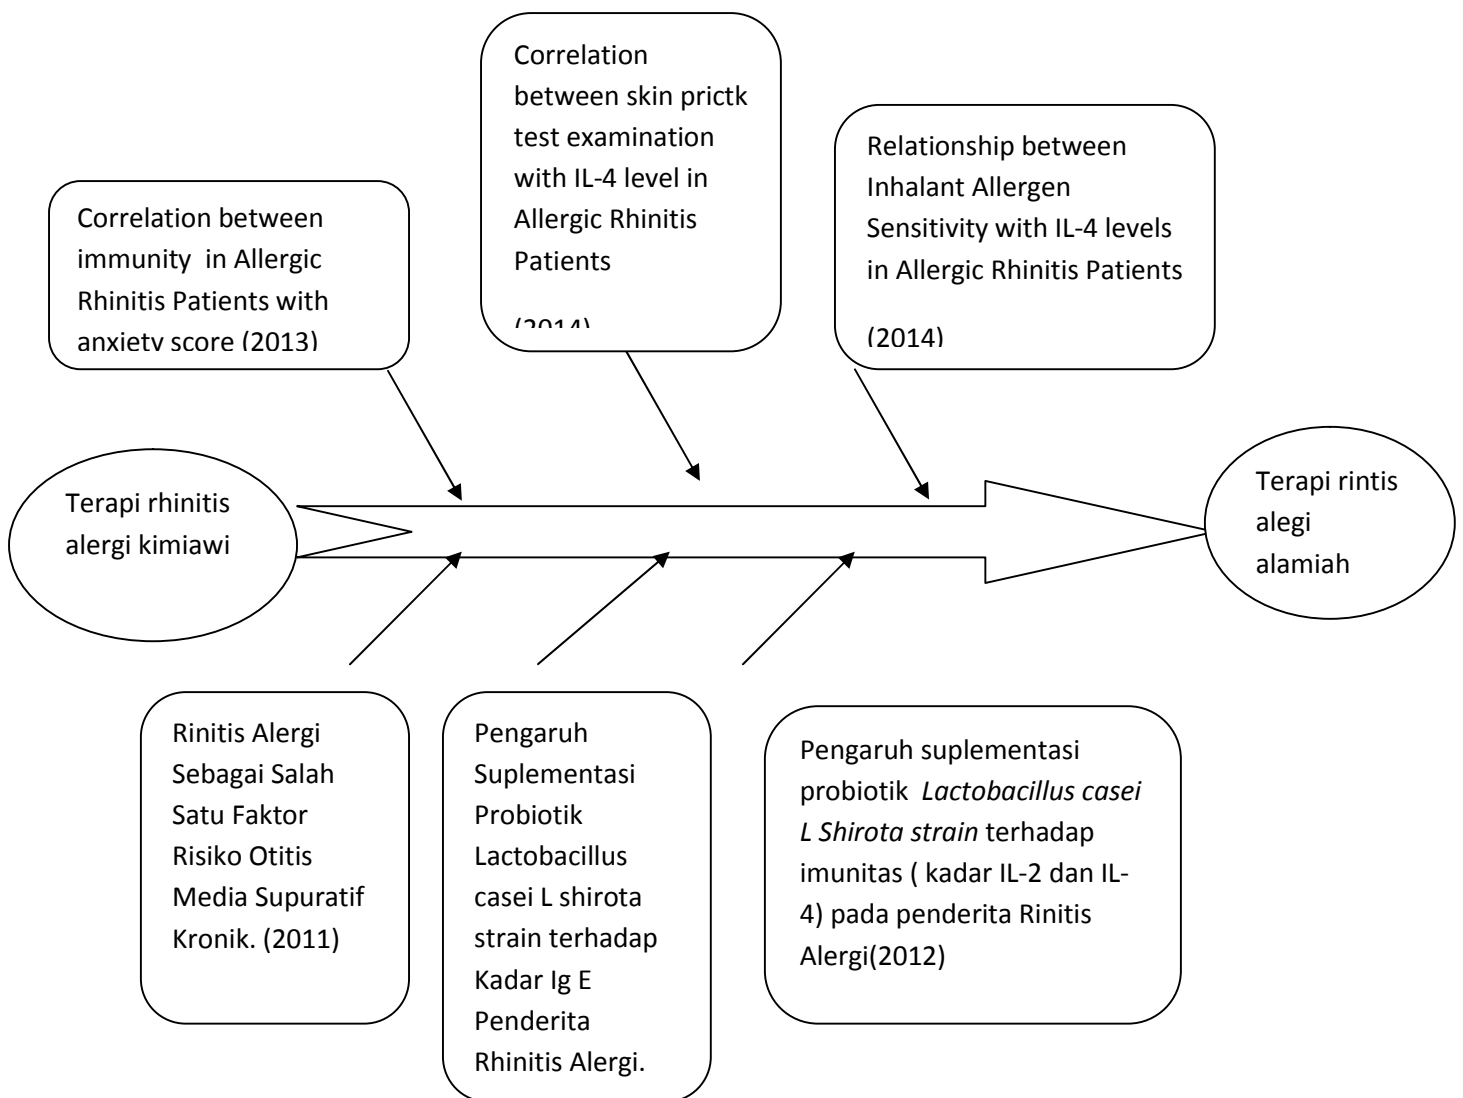 Correlation
between skin prictk
test examination
with IL-4 level in
Allergic Rhinitis
Patients
(2014)
Relationship between
Inhalant Allergen
Sensitivity with IL-4 levels
in Allergic Rhinitis Patients
(2014)
Correlation between
immunity in Allergic
Rhinitis Patients with
anxiety score (2013)
Terapi rhinitis
alergi kimiawi
Terapi rintis
alegi
alamiah
Rinitis Alergi
Sebagai Salah
Satu Faktor
Risiko Otitis
Media Supuratif
Kronik. (2011)
Pengaruh
Suplementasi
Probiotik
Lactobacillus
casei L shirota
strain terhadap
Kadar Ig E
Penderita
Rhinitis Alergi.
Pengaruh suplementasi
probiotik Lactobacillus casei
L Shirota strain terhadap
imunitas ( kadar IL-2 dan IL-
4) pada penderita Rinitis
Alergi(2012)